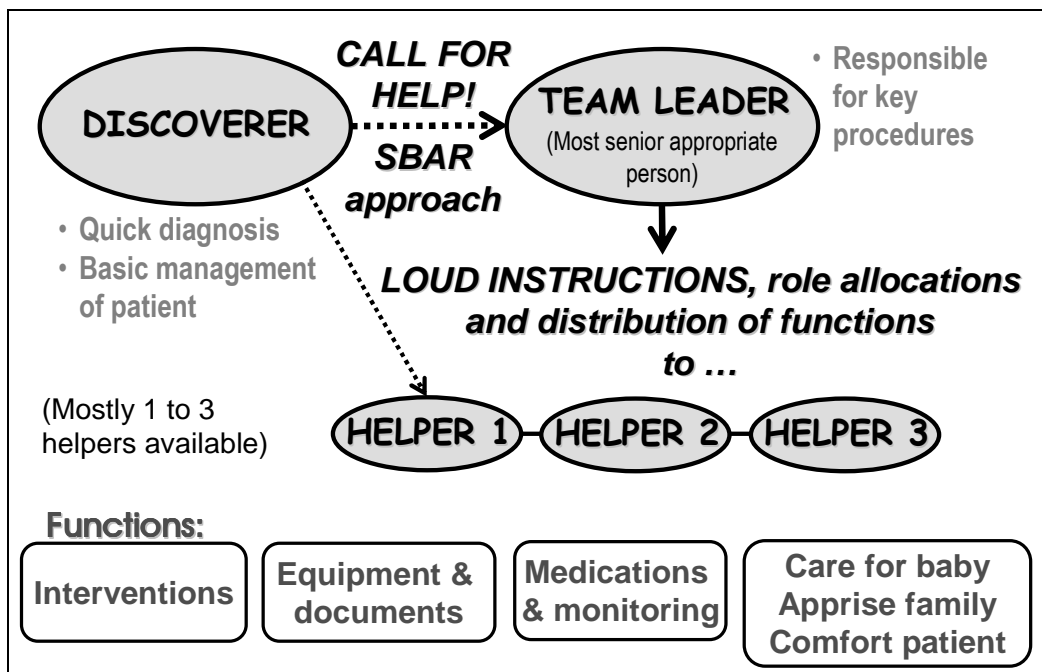 CALL FOR
HELP!
SBAR
approach
DISCOVERER
TEAM LEADER
(Most senior appropriate
person)
• Responsible
for key
procedures
• Quick diagnosis
• Basic management
of patient
LOUD INSTRUCTIONS, role allocations
and distribution of functions
to …
(Mostly 1 to 3
helpers available)
HELPER 1
HELPER 2
HELPER 3
Functions:
Interventions
Equipment &
documents
Medications
& monitoring
Care for baby
Apprise family
Comfort patient